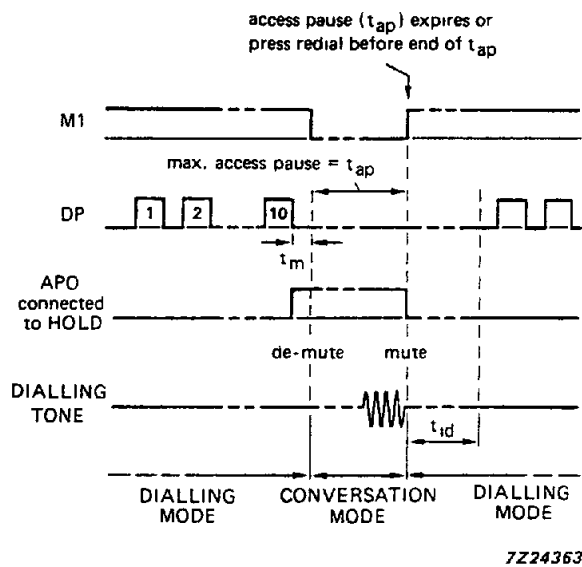 access pause (tap) expires or
press redial before end of tap
M1
max. access pause = tap
DP
1 2 10
tm
APO
connected
to HOLD
de-mute mute
DIALLING
TONE
tid
DIALLING
MODE
CONVERSATION
MODE
DIALLING
MODE
7Z24363